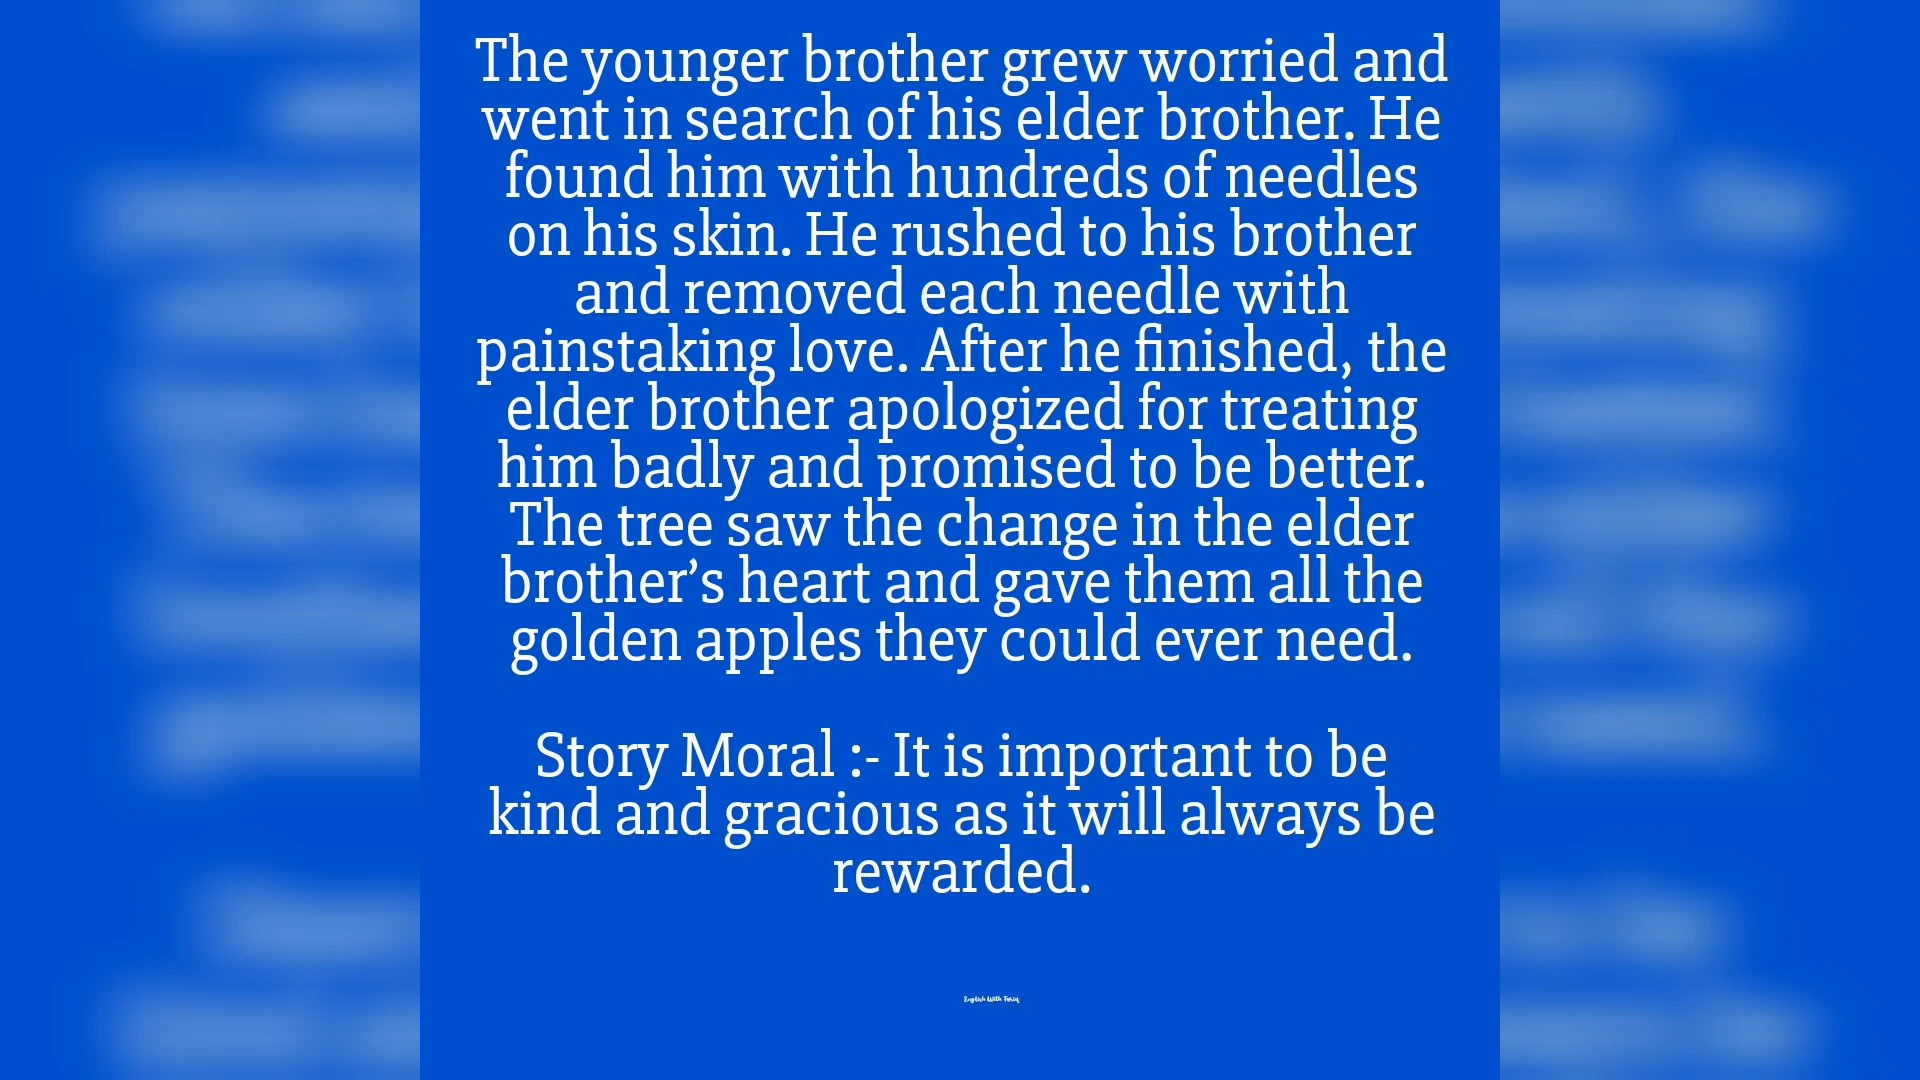 The younger brother grew worried and
went in search of his elder brother. He
found him with hundreds of needles
on his skin. He rushed to his brother
and removed each needle with
painstaking love. After he finished, the
elder brother apologized for treating
him badly and promised to be better.
The tree saw the change in the elder
brother’s heart and gave them all the
golden apples they could ever need.
Story Moral :- It is important to be
kind and gracious as it will always be
rewarded.
English With Tariq